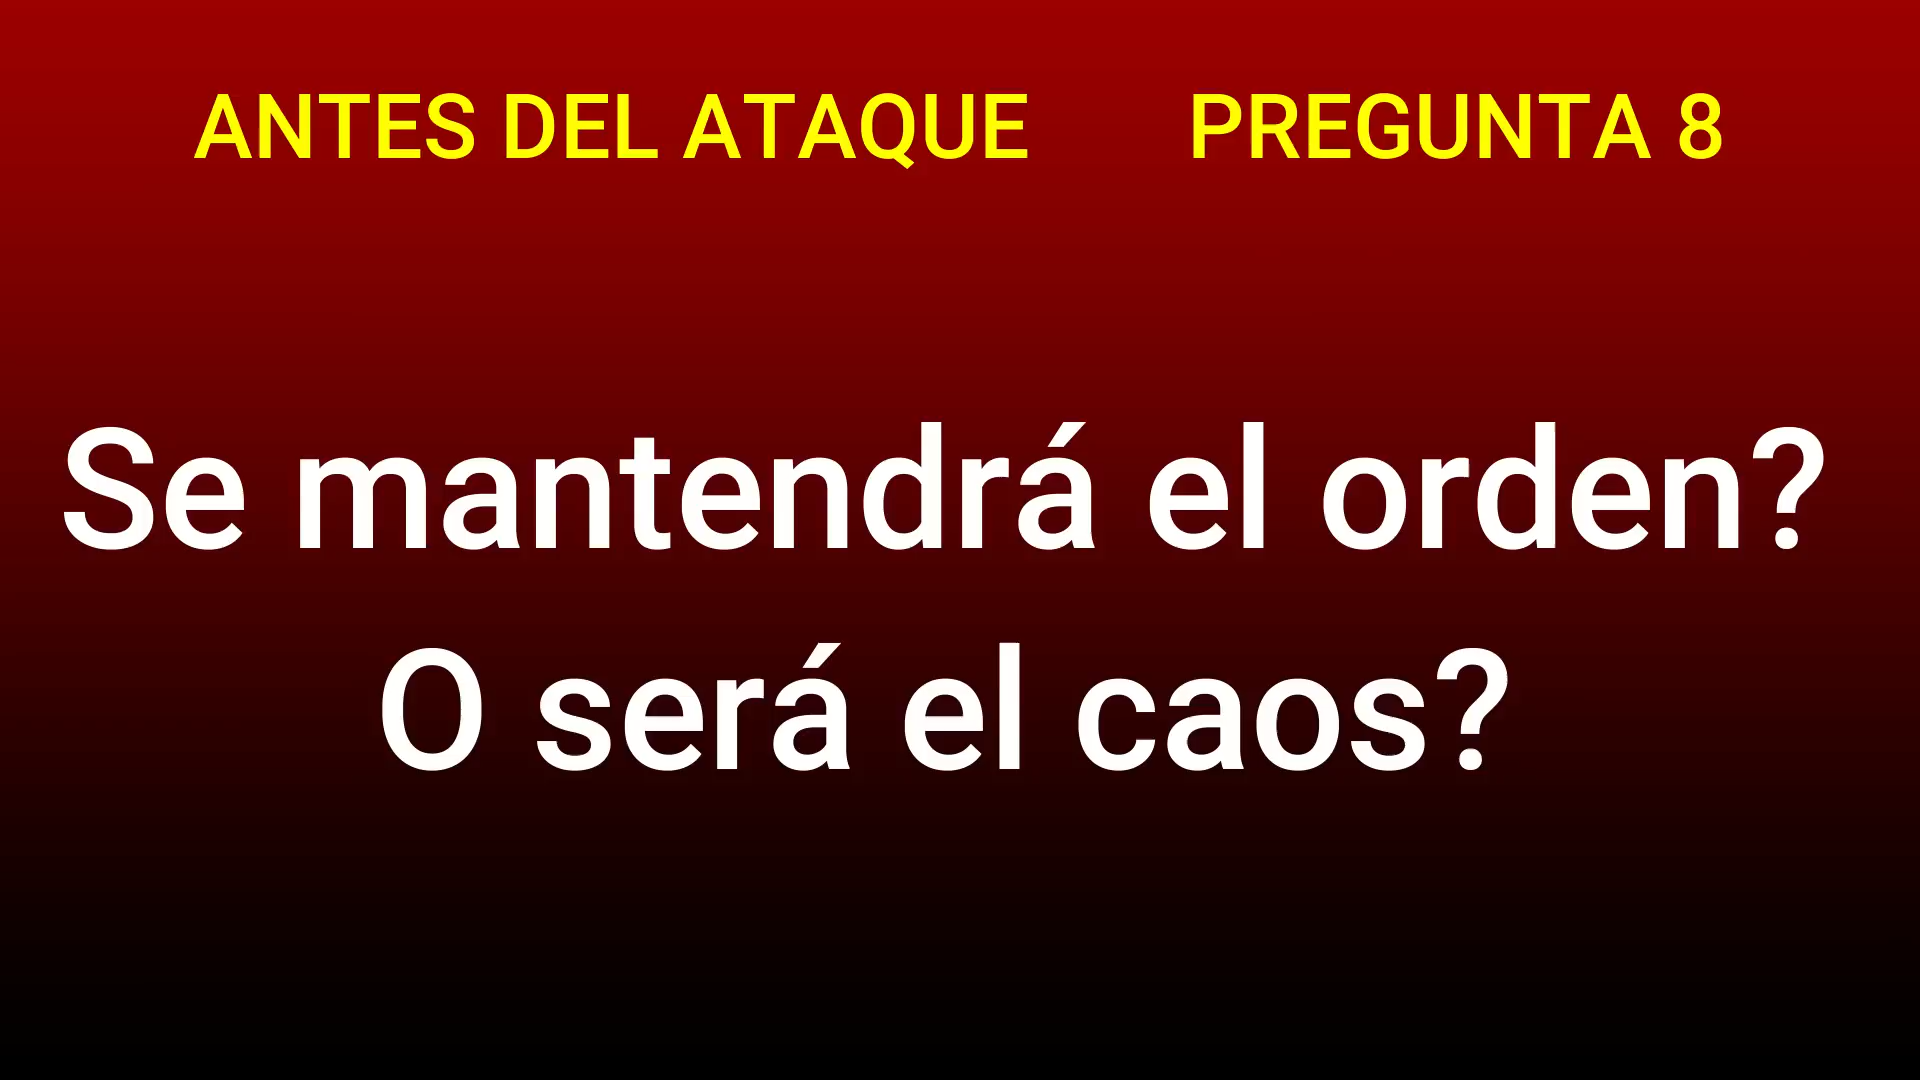 ANTES DEL ATAQUE PREGUNTA 8
Se mantendrá el orden?
O será el caos?